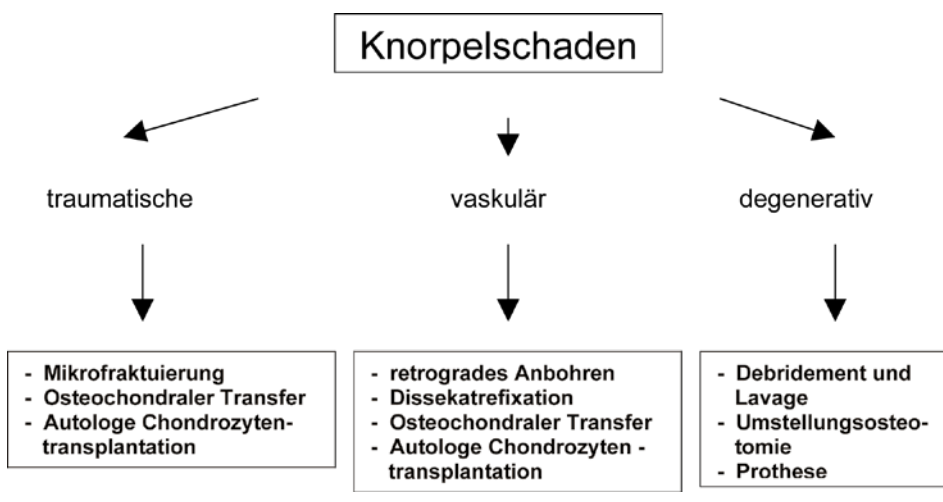 Knorpelschaden
traumatische
vaskulär
degenerativ
- Mikrofraktuierung
- Osteochondraler Transfer
- Autologe Chondrozyten-
transplantation
- retrogrades Anbohren
- Dissekatrefixation
- Osteochondraler Transfer
- Autologe Chondrozyten -
transplantation
- Debridement und
Lavage
- Umstellungsosteo-
tomie
- Prothese